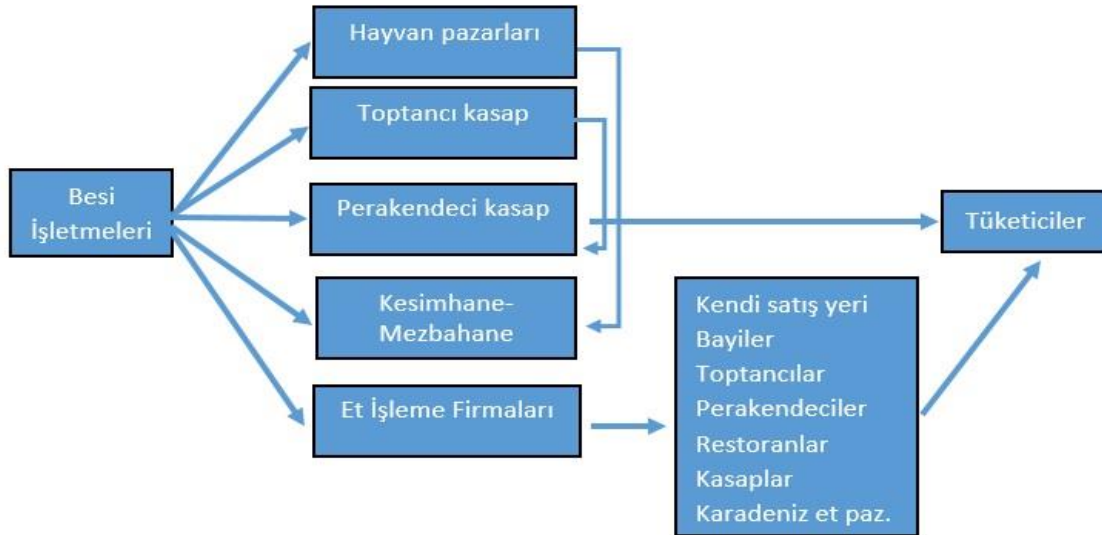 Hayvan pazarları
Toptancı kasap
Besi
İşletmeleri
Perakendeci kasap
Tüketiciler
Kesimhane-
Mezbahane
Et İşleme Firmaları
Kendi satış yeri
Bayiler
Toptancılar
Perakendeciler
Restoranlar
Kasaplar
Karadeniz et paz.